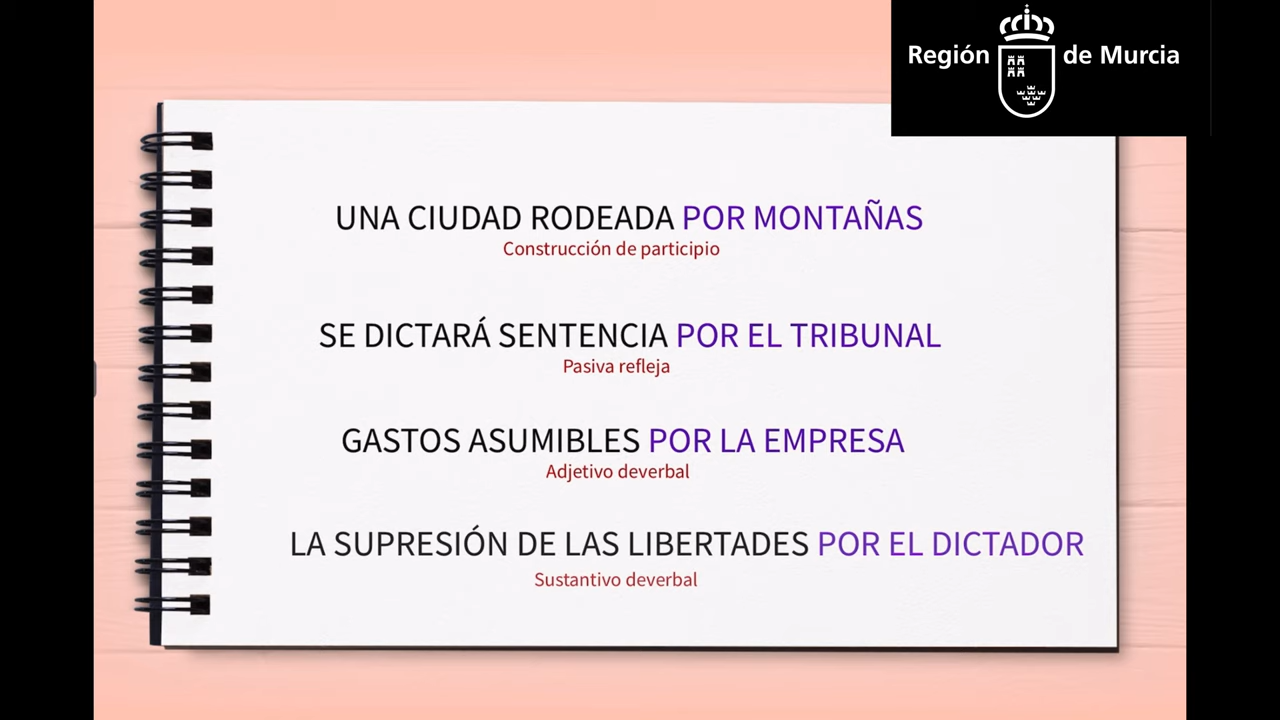 Región de Murcia
UNA CIUDAD RODEADA POR MONTAÑAS
Construcción de participio
SE DICTARÁ SENTENCIA POR EL TRIBUNAL
Pasiva refleja
GASTOS ASUMIBLES POR LA EMPRESA
Adjetivo deverbal
LA SUPRESIÓN DE LAS LIBERTADES POR EL DICTADOR
Sustantivo deverbal